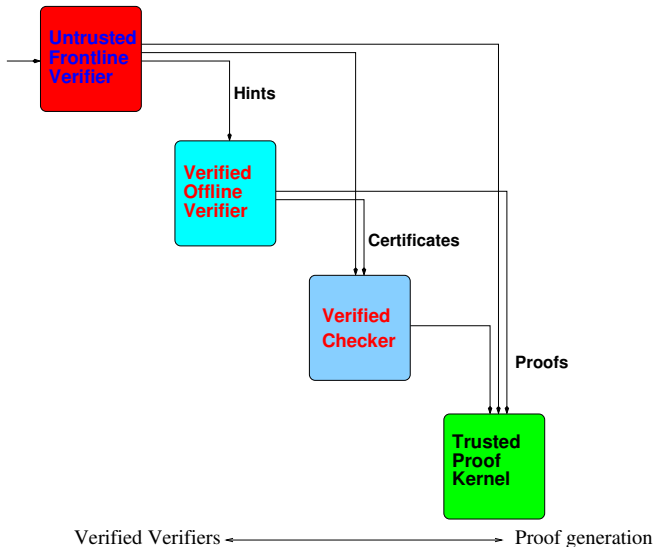 Untrusted
Frontline
Verifier
Hints
Verified
Offline
Verifier
Certificates
Verified
Checker
Proofs
Trusted
Proof
Kernel
Verified Verifiers
Proof generation